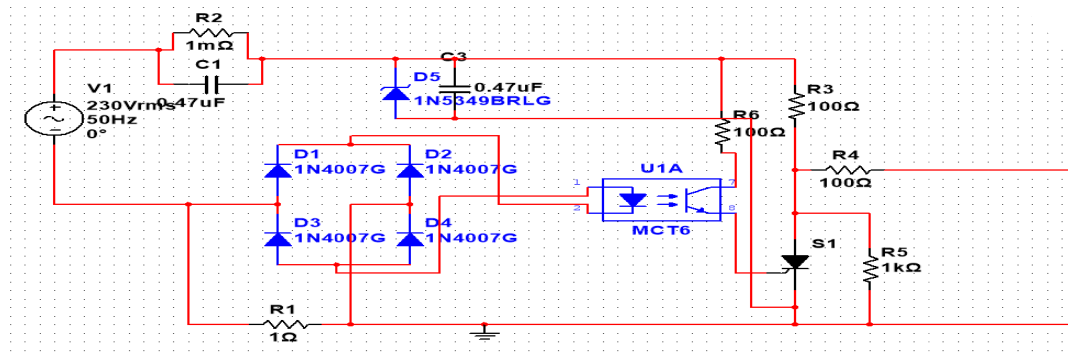 R2
1mΩ
C1
0.47uF
V1
230Vrms
50Hz
0°
C3
0.47uF
D5
1N5349BRLG
R3
100Ω
R6
100Ω
D1
1N4007G
D2
1N4007G
U1A
1
2
7
8
MCT6
R4
100Ω
D3
1N4007G
D4
1N4007G
S1
R5
1kΩ
R1
1Ω